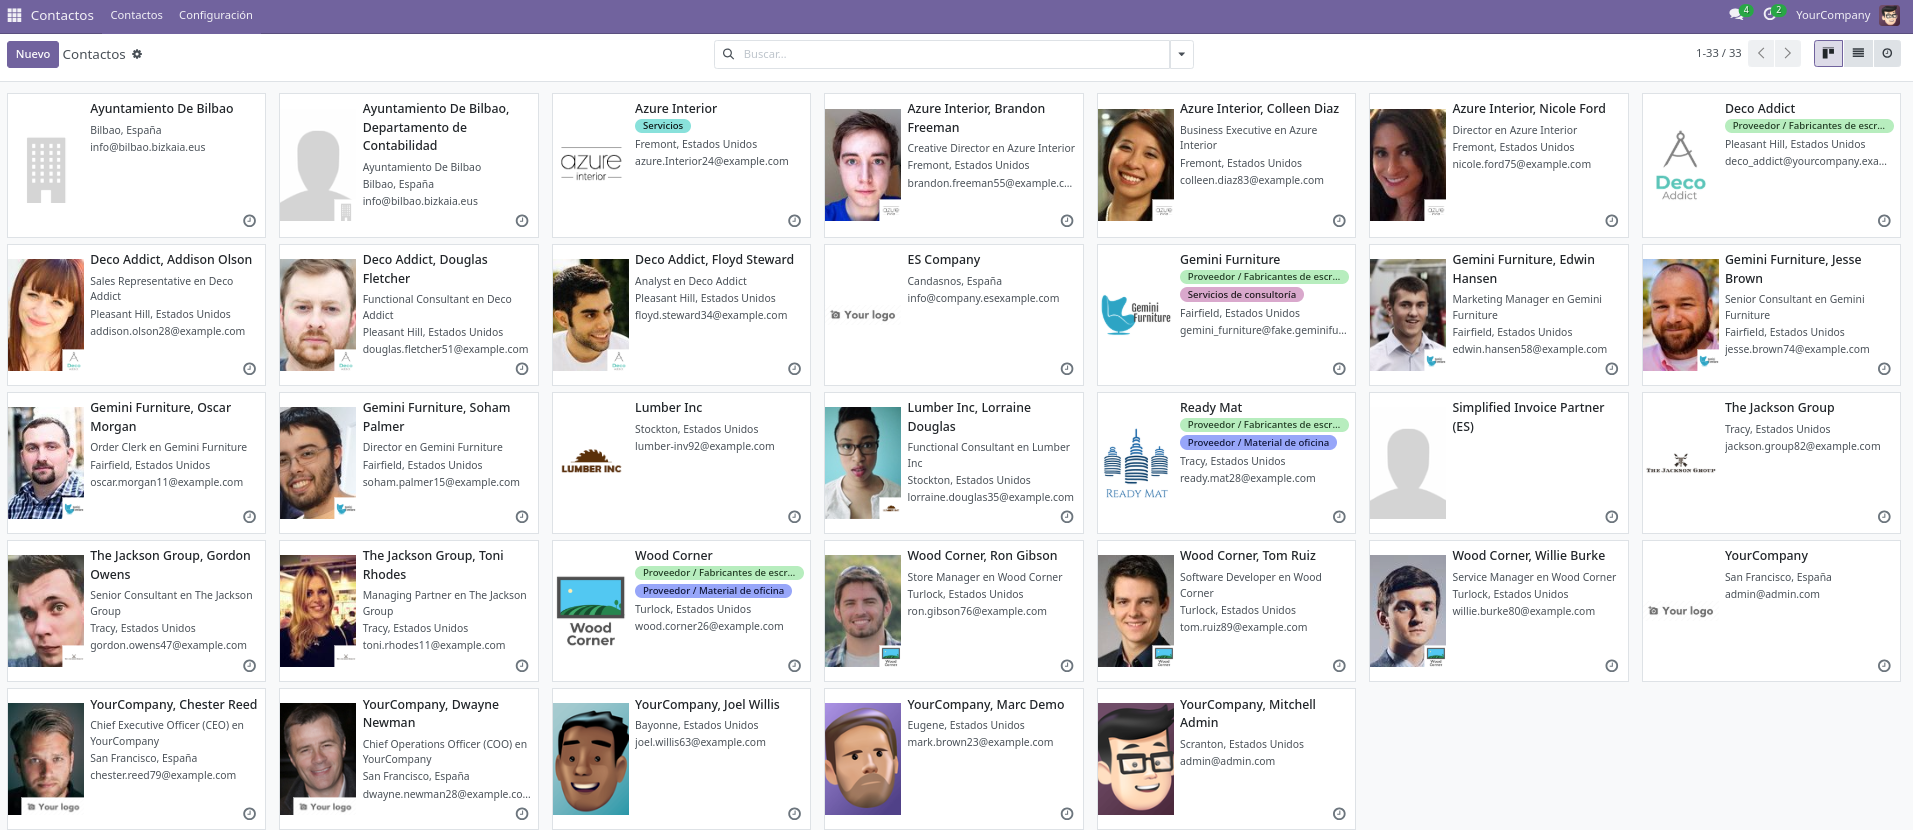 Contactos Contactos Configuración 4 2 YourCompany
Nuevo Contactos Buscar... 1-33 / 33
Ayuntamiento De Bilbao
Bilbao, España
info@bilbao.bizkaia.eus
Ayuntamiento De Bilbao,
Departamento de
Contabilidad
Ayuntamiento De Bilbao
Bilbao, España
info@bilbao.bizkaia.eus
azure
interior
Azure Interior
Servicios
Fremont, Estados Unidos
azure.Interior24@example.com
Azure Interior, Brandon
Freeman
Creative Director en Azure Interior
Fremont, Estados Unidos
brandon.freeman55@example.c...
Azure Interior, Colleen Diaz
Business Executive en Azure
Interior
Fremont, Estados Unidos
colleen.diaz83@example.com
Azure Interior, Nicole Ford
Director en Azure Interior
Fremont, Estados Unidos
nicole.ford75@example.com
Deco
Addict
Deco Addict
Proveedor / Fabricantes de escr...
Pleasant Hill, Estados Unidos
deco_addict@yourcompany.exa...
Deco Addict, Addison Olson
Sales Representative en Deco
Addict
Pleasant Hill, Estados Unidos
addison.olson28@example.com
Deco Addict, Douglas
Fletcher
Functional Consultant en Deco
Addict
Pleasant Hill, Estados Unidos
douglas.fletcher51@example.com
Deco Addict, Floyd Steward
Analyst en Deco Addict
Pleasant Hill, Estados Unidos
floyd.steward34@example.com
Your logo
ES Company
Candasnos, España
info@company.esexample.com
Gemini
Furniture
Gemini Furniture
Proveedor / Fabricantes de escr...
Servicios de consultoría
Fairfield, Estados Unidos
gemini_furniture@fake.geminifu...
Gemini Furniture, Edwin
Hansen
Marketing Manager en Gemini
Furniture
Fairfield, Estados Unidos
edwin.hansen58@example.com
Gemini Furniture, Jesse
Brown
Senior Consultant en Gemini
Furniture
Fairfield, Estados Unidos
jesse.brown74@example.com
Gemini Furniture, Oscar
Morgan
Order Clerk en Gemini Furniture
Fairfield, Estados Unidos
oscar.morgan11@example.com
Gemini Furniture, Soham
Palmer
Director en Gemini Furniture
Fairfield, Estados Unidos
soham.palmer15@example.com
LUMBER INC
Lumber Inc
Stockton, Estados Unidos
lumber-inv92@example.com
Lumber Inc, Lorraine
Douglas
Functional Consultant en Lumber
Inc
Stockton, Estados Unidos
lorraine.douglas35@example.com
READY MAT
Ready Mat
Proveedor / Fabricantes de escr...
Proveedor / Material de oficina
Tracy, Estados Unidos
ready.mat28@example.com
Simplified Invoice Partner
(ES)
THE JACKSON GROUP
The Jackson Group
Tracy, Estados Unidos
jackson.group82@example.com
The Jackson Group, Gordon
Owens
Senior Consultant en The Jackson
Group
Tracy, Estados Unidos
gordon.owens47@example.com
The Jackson Group, Toni
Rhodes
Managing Partner en The Jackson
Group
Tracy, Estados Unidos
toni.rhodes11@example.com
Wood
Corner
Wood Corner
Proveedor / Fabricantes de escr...
Proveedor / Material de oficina
Turlock, Estados Unidos
wood.corner26@example.com
Wood Corner, Ron Gibson
Store Manager en Wood Corner
Turlock, Estados Unidos
ron.gibson76@example.com
Wood Corner, Tom Ruiz
Software Developer en Wood
Corner
Turlock, Estados Unidos
tom.ruiz89@example.com
Wood Corner, Willie Burke
Service Manager en Wood Corner
Turlock, Estados Unidos
willie.burke80@example.com
Your logo
YourCompany
San Francisco, España
admin@admin.com
Your logo
YourCompany, Chester Reed
Chief Executive Officer (CEO) en
YourCompany
San Francisco, España
chester.reed79@example.com
Your logo
YourCompany, Dwayne
Newman
Chief Operations Officer (COO) en
YourCompany
San Francisco, España
dwayne.newman28@example.co...
YourCompany, Joel Willis
Bayonne, Estados Unidos
joel.willis63@example.com
YourCompany, Marc Demo
Eugene, Estados Unidos
mark.brown23@example.com
YourCompany, Mitchell
Admin
Scranton, Estados Unidos
admin@admin.com